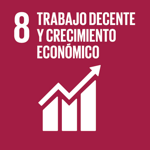 8 TRABAJO DECENTE
Y CRECIMIENTO
ECONÓMICO